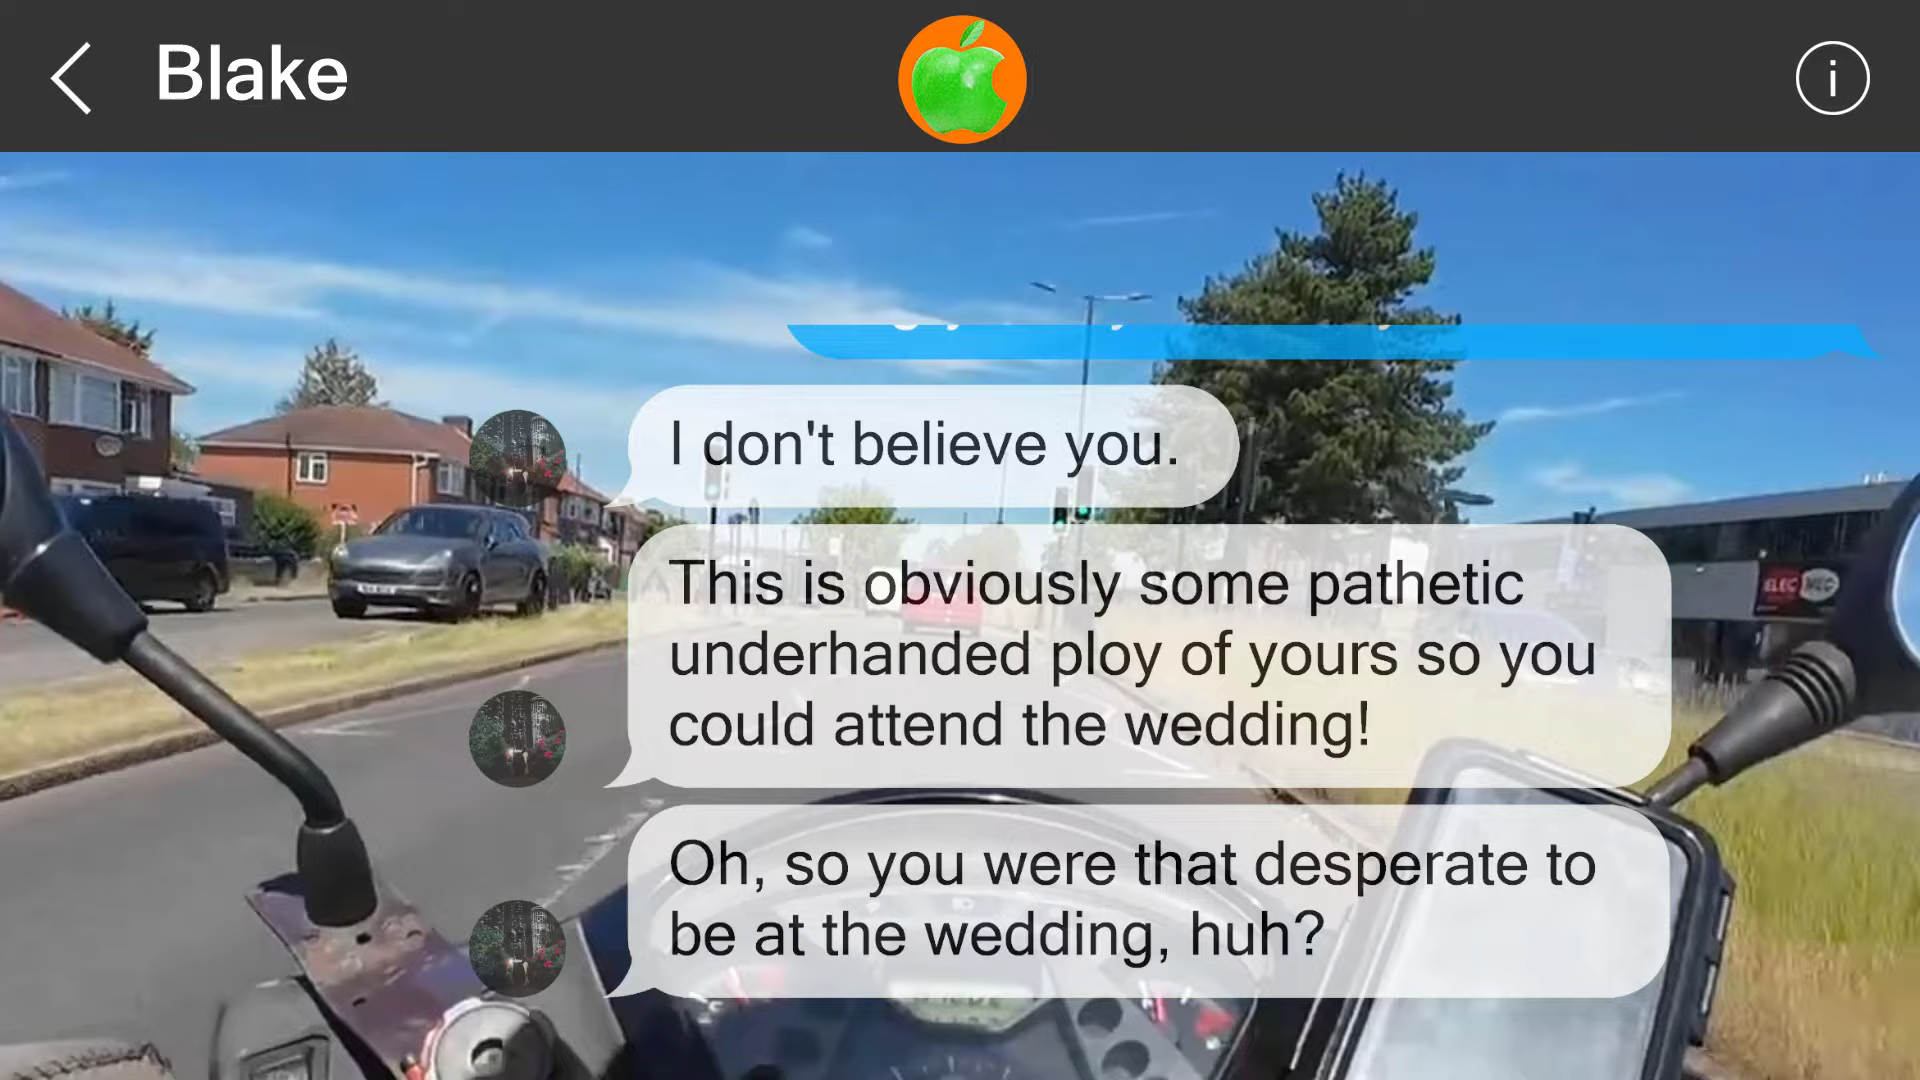 Blake
i
I don't believe you.
This is obviously some pathetic
underhanded ploy of yours so you
could attend the wedding!
Oh, so you were that desperate to
be at the wedding, huh?
ELEC